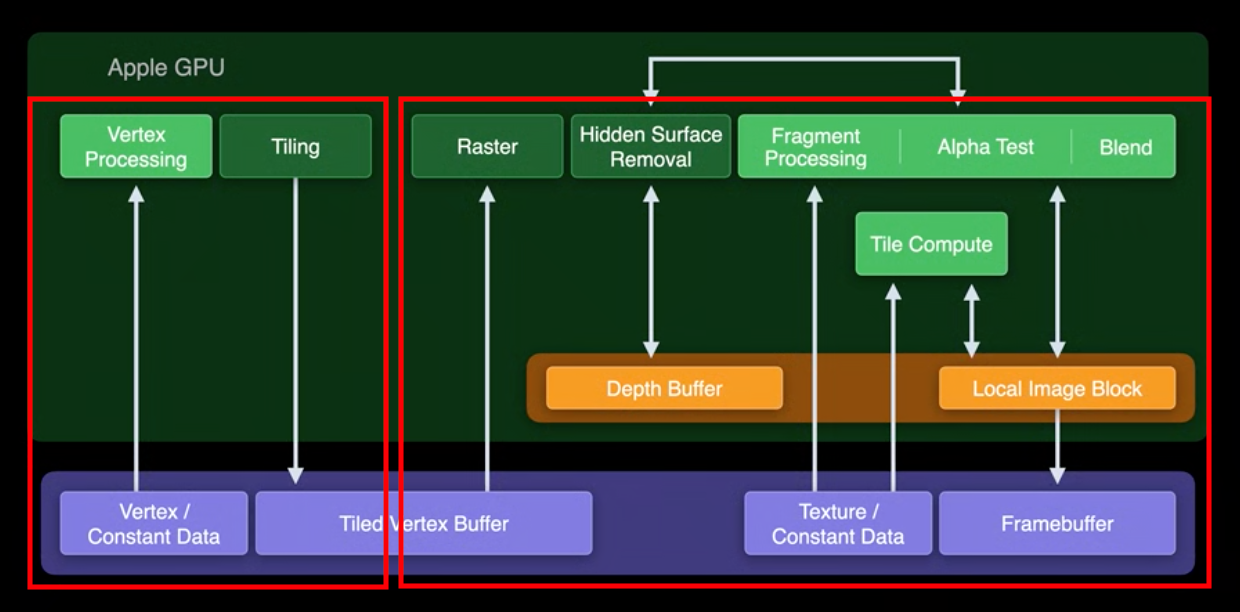 Apple GPU
Vertex
Processing
Tiling
Raster
Hidden Surface
Removal
Fragment
Processing
Alpha Test
Blend
Tile Compute
Depth Buffer
Local Image Block
Vertex /
Constant Data
Tiled Vertex Buffer
Texture /
Constant Data
Framebuffer